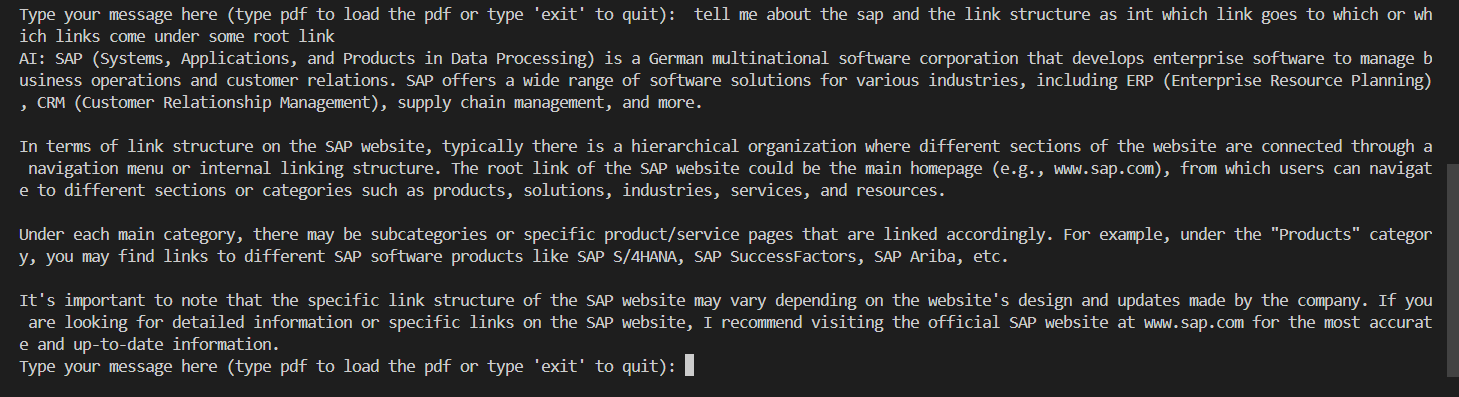 Type your message here (type pdf to load the pdf or type 'exit' to quit):  tell me about the sap and the link structure as int which link goes to which or wh
ich links come under some root link
AI: SAP (Systems, Applications, and Products in Data Processing) is a German multinational software corporation that develops enterprise software to manage b
usiness operations and customer relations. SAP offers a wide range of software solutions for various industries, including ERP (Enterprise Resource Planning)
, CRM (Customer Relationship Management), supply chain management, and more.

In terms of link structure on the SAP website, typically there is a hierarchical organization where different sections of the website are connected through a
 navigation menu or internal linking structure. The root link of the SAP website could be the main homepage (e.g., www.sap.com), from which users can navigat
e to different sections or categories such as products, solutions, industries, services, and resources.

Under each main category, there may be subcategories or specific product/service pages that are linked accordingly. For example, under the "Products" categor
y, you may find links to different SAP software products like SAP S/4HANA, SAP SuccessFactors, SAP Ariba, etc.

It's important to note that the specific link structure of the SAP website may vary depending on the website's design and updates made by the company. If you
 are looking for detailed information or specific links on the SAP website, I recommend visiting the official SAP website at www.sap.com for the most accurat
e and up-to-date information.
Type your message here (type pdf to load the pdf or type 'exit' to quit):